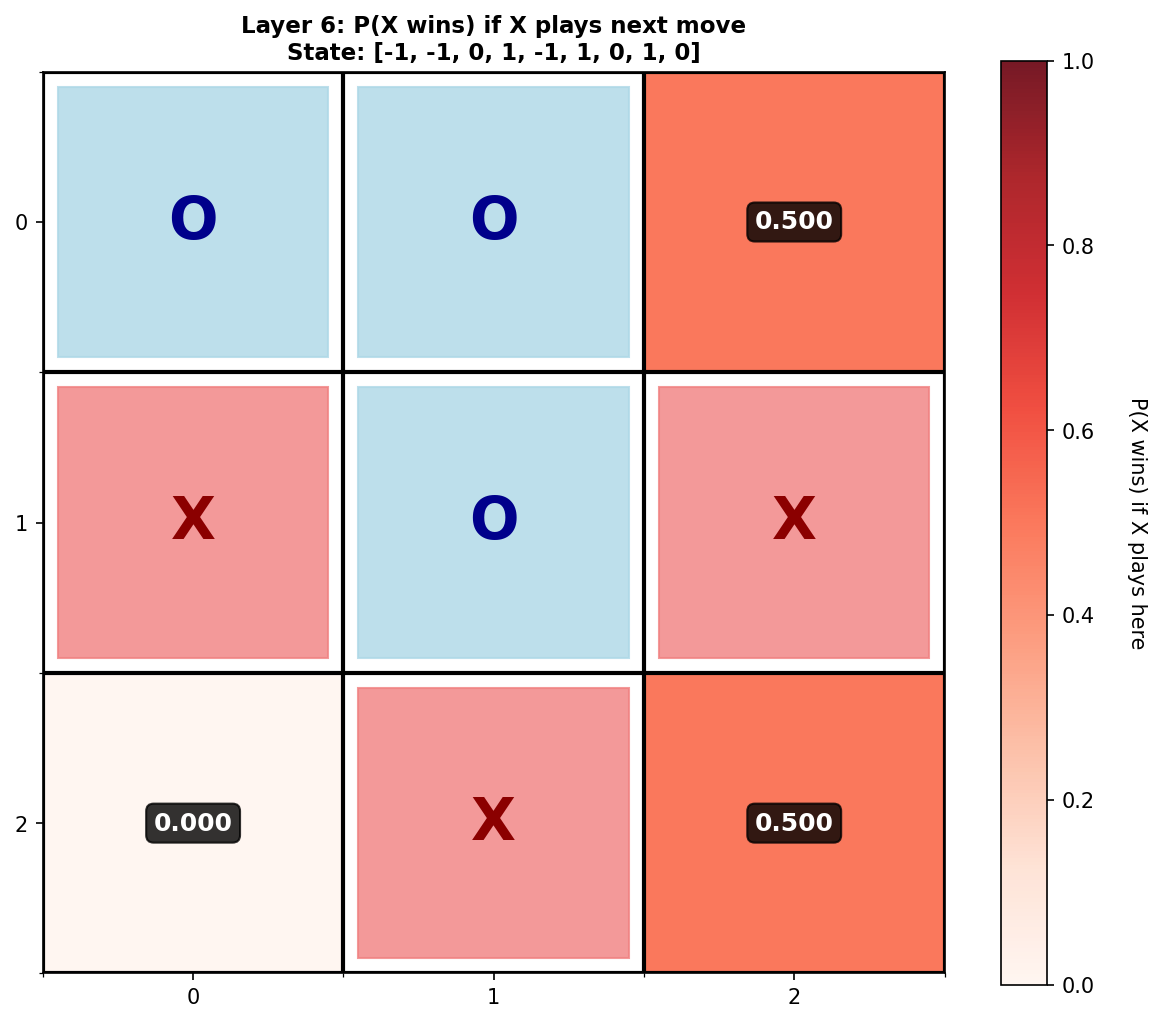 Layer 6: P(X wins) if X plays next move
State: [-1, -1, 0, 1, -1, 1, 0, 1, 0]
0
O
O
0.500
1
X
O
X
2
0.000
X
0.500
0
1
2
1.0
0.8
0.6
0.4
0.2
0.0
P(X wins) if X plays here